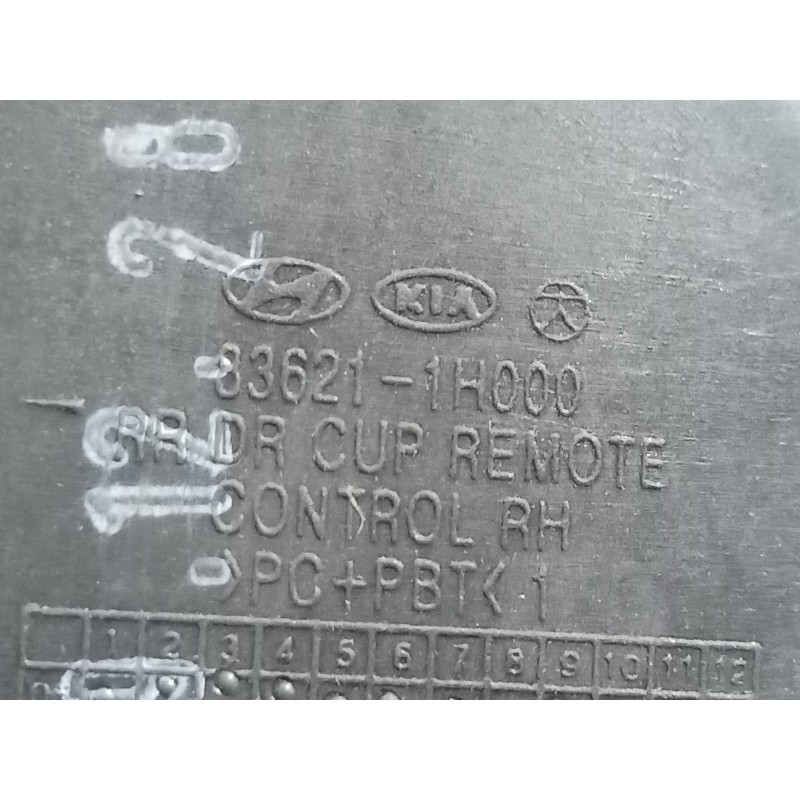 KIA
83621-1H000
RR DR CUP REMOTE
CONTROL RH
>PC+PBT< 1
1 2 3 4 5 6 7 8 9 10 11 12